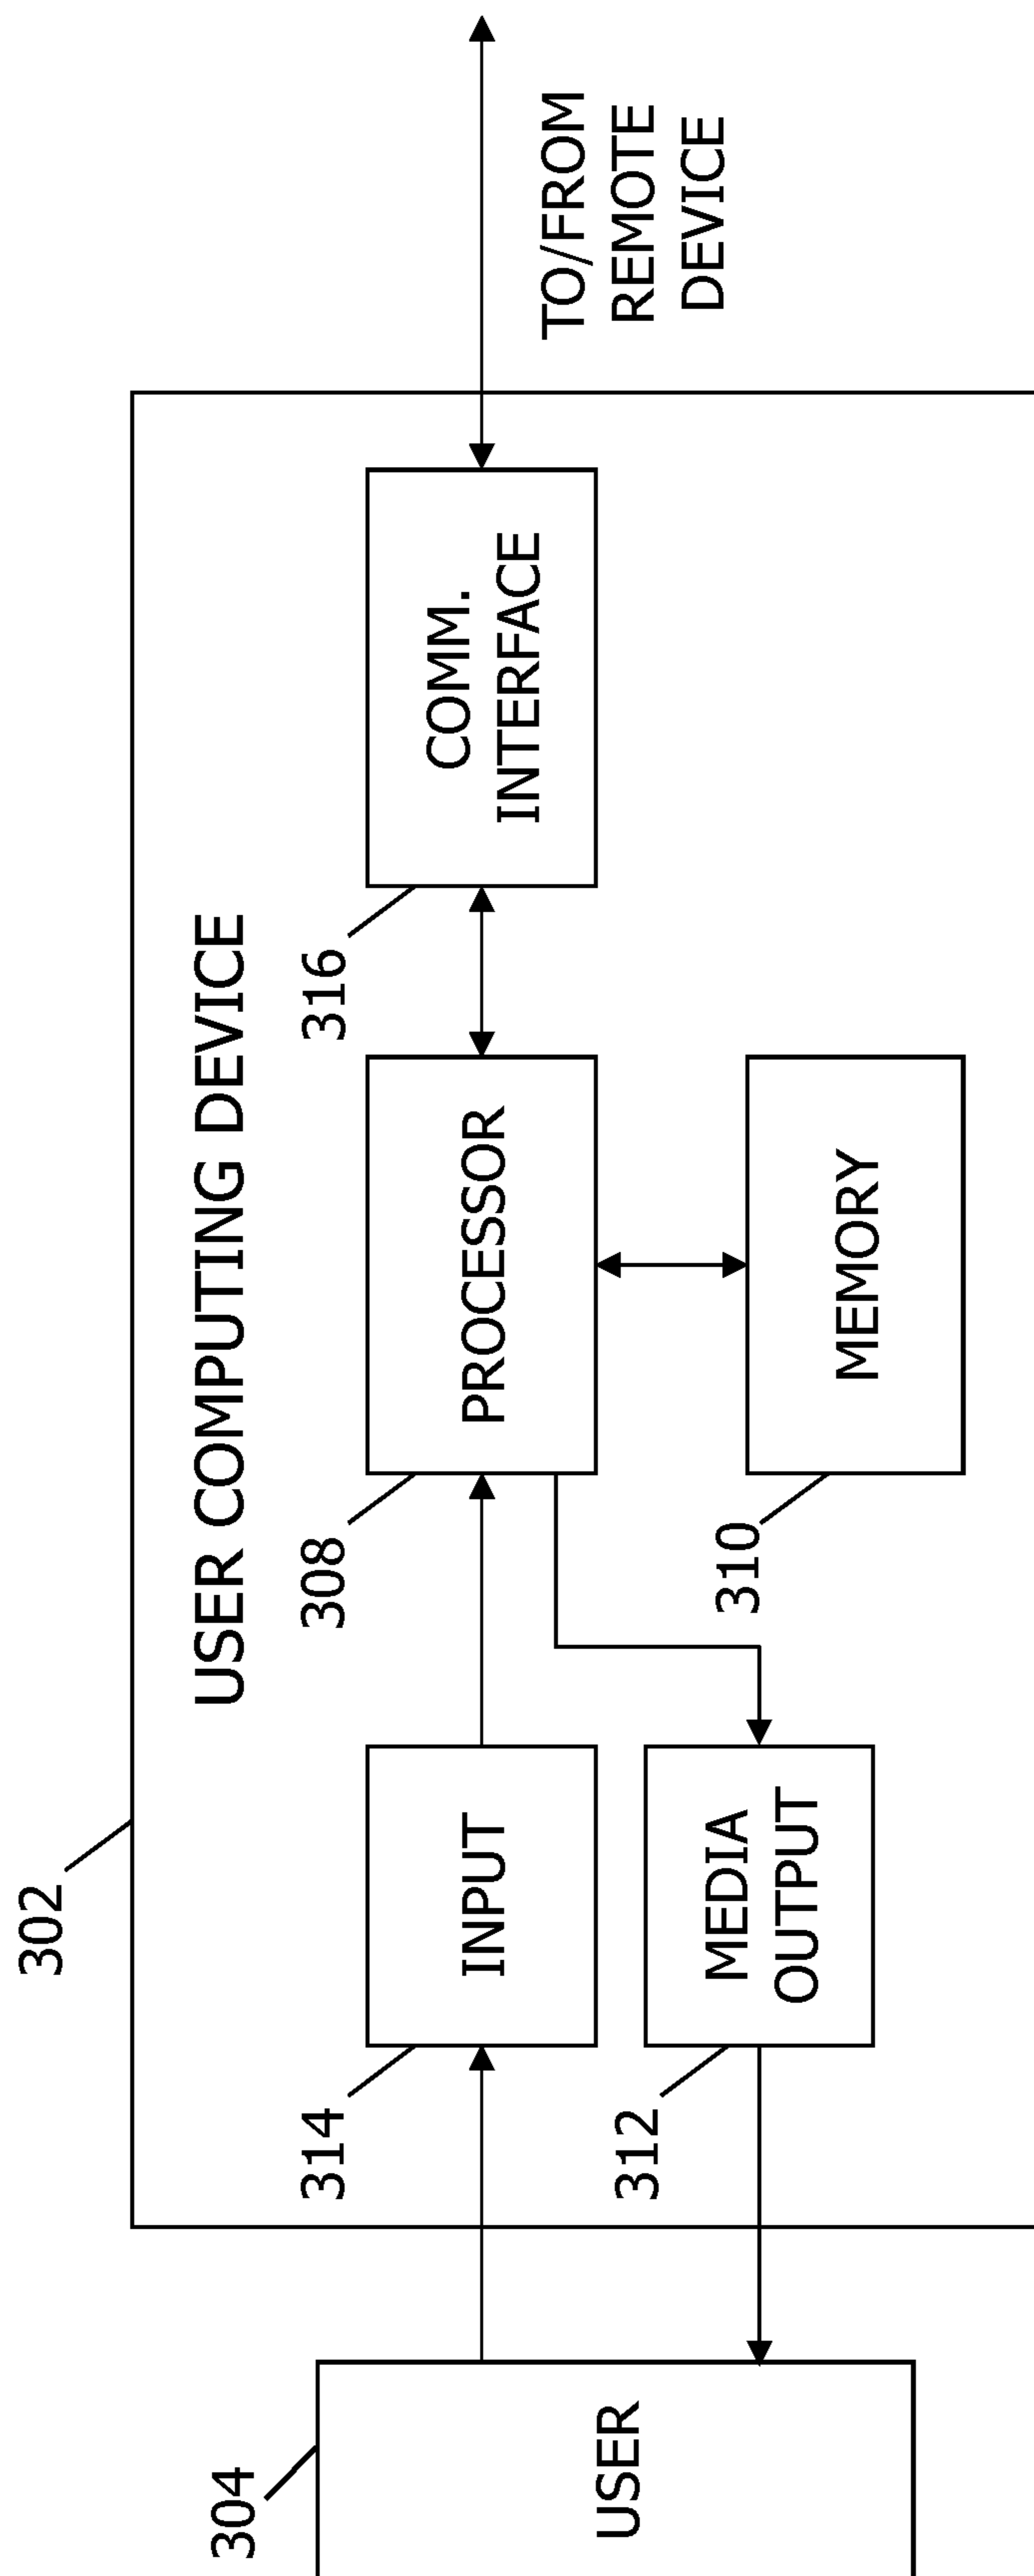 302
USER COMPUTING DEVICE
304
USER
314
INPUT
308
PROCESSOR
316
COMM.
INTERFACE
TO/FROM
REMOTE
DEVICE
312
MEDIA
OUTPUT
310
MEMORY